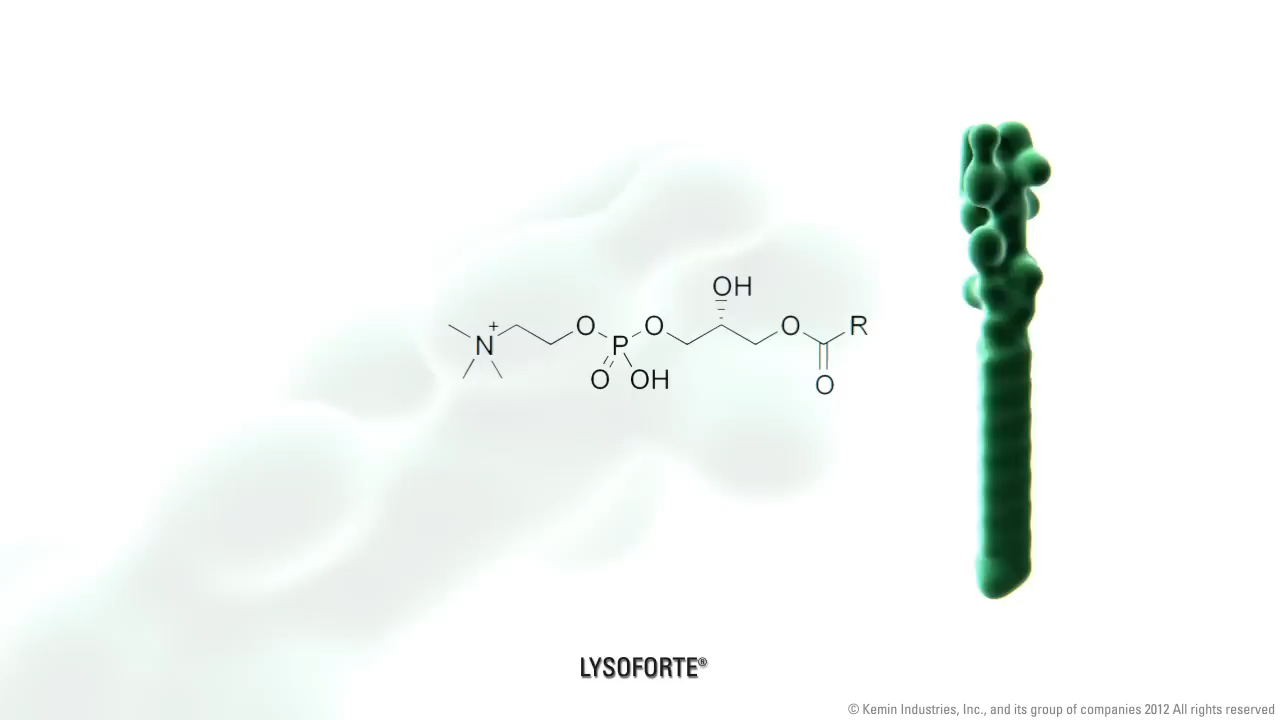 OH
O O O R
N+ P
O OH O
LYSOFORTE®
© Kemin Industries, Inc., and its group of companies 2012 All rights reserved